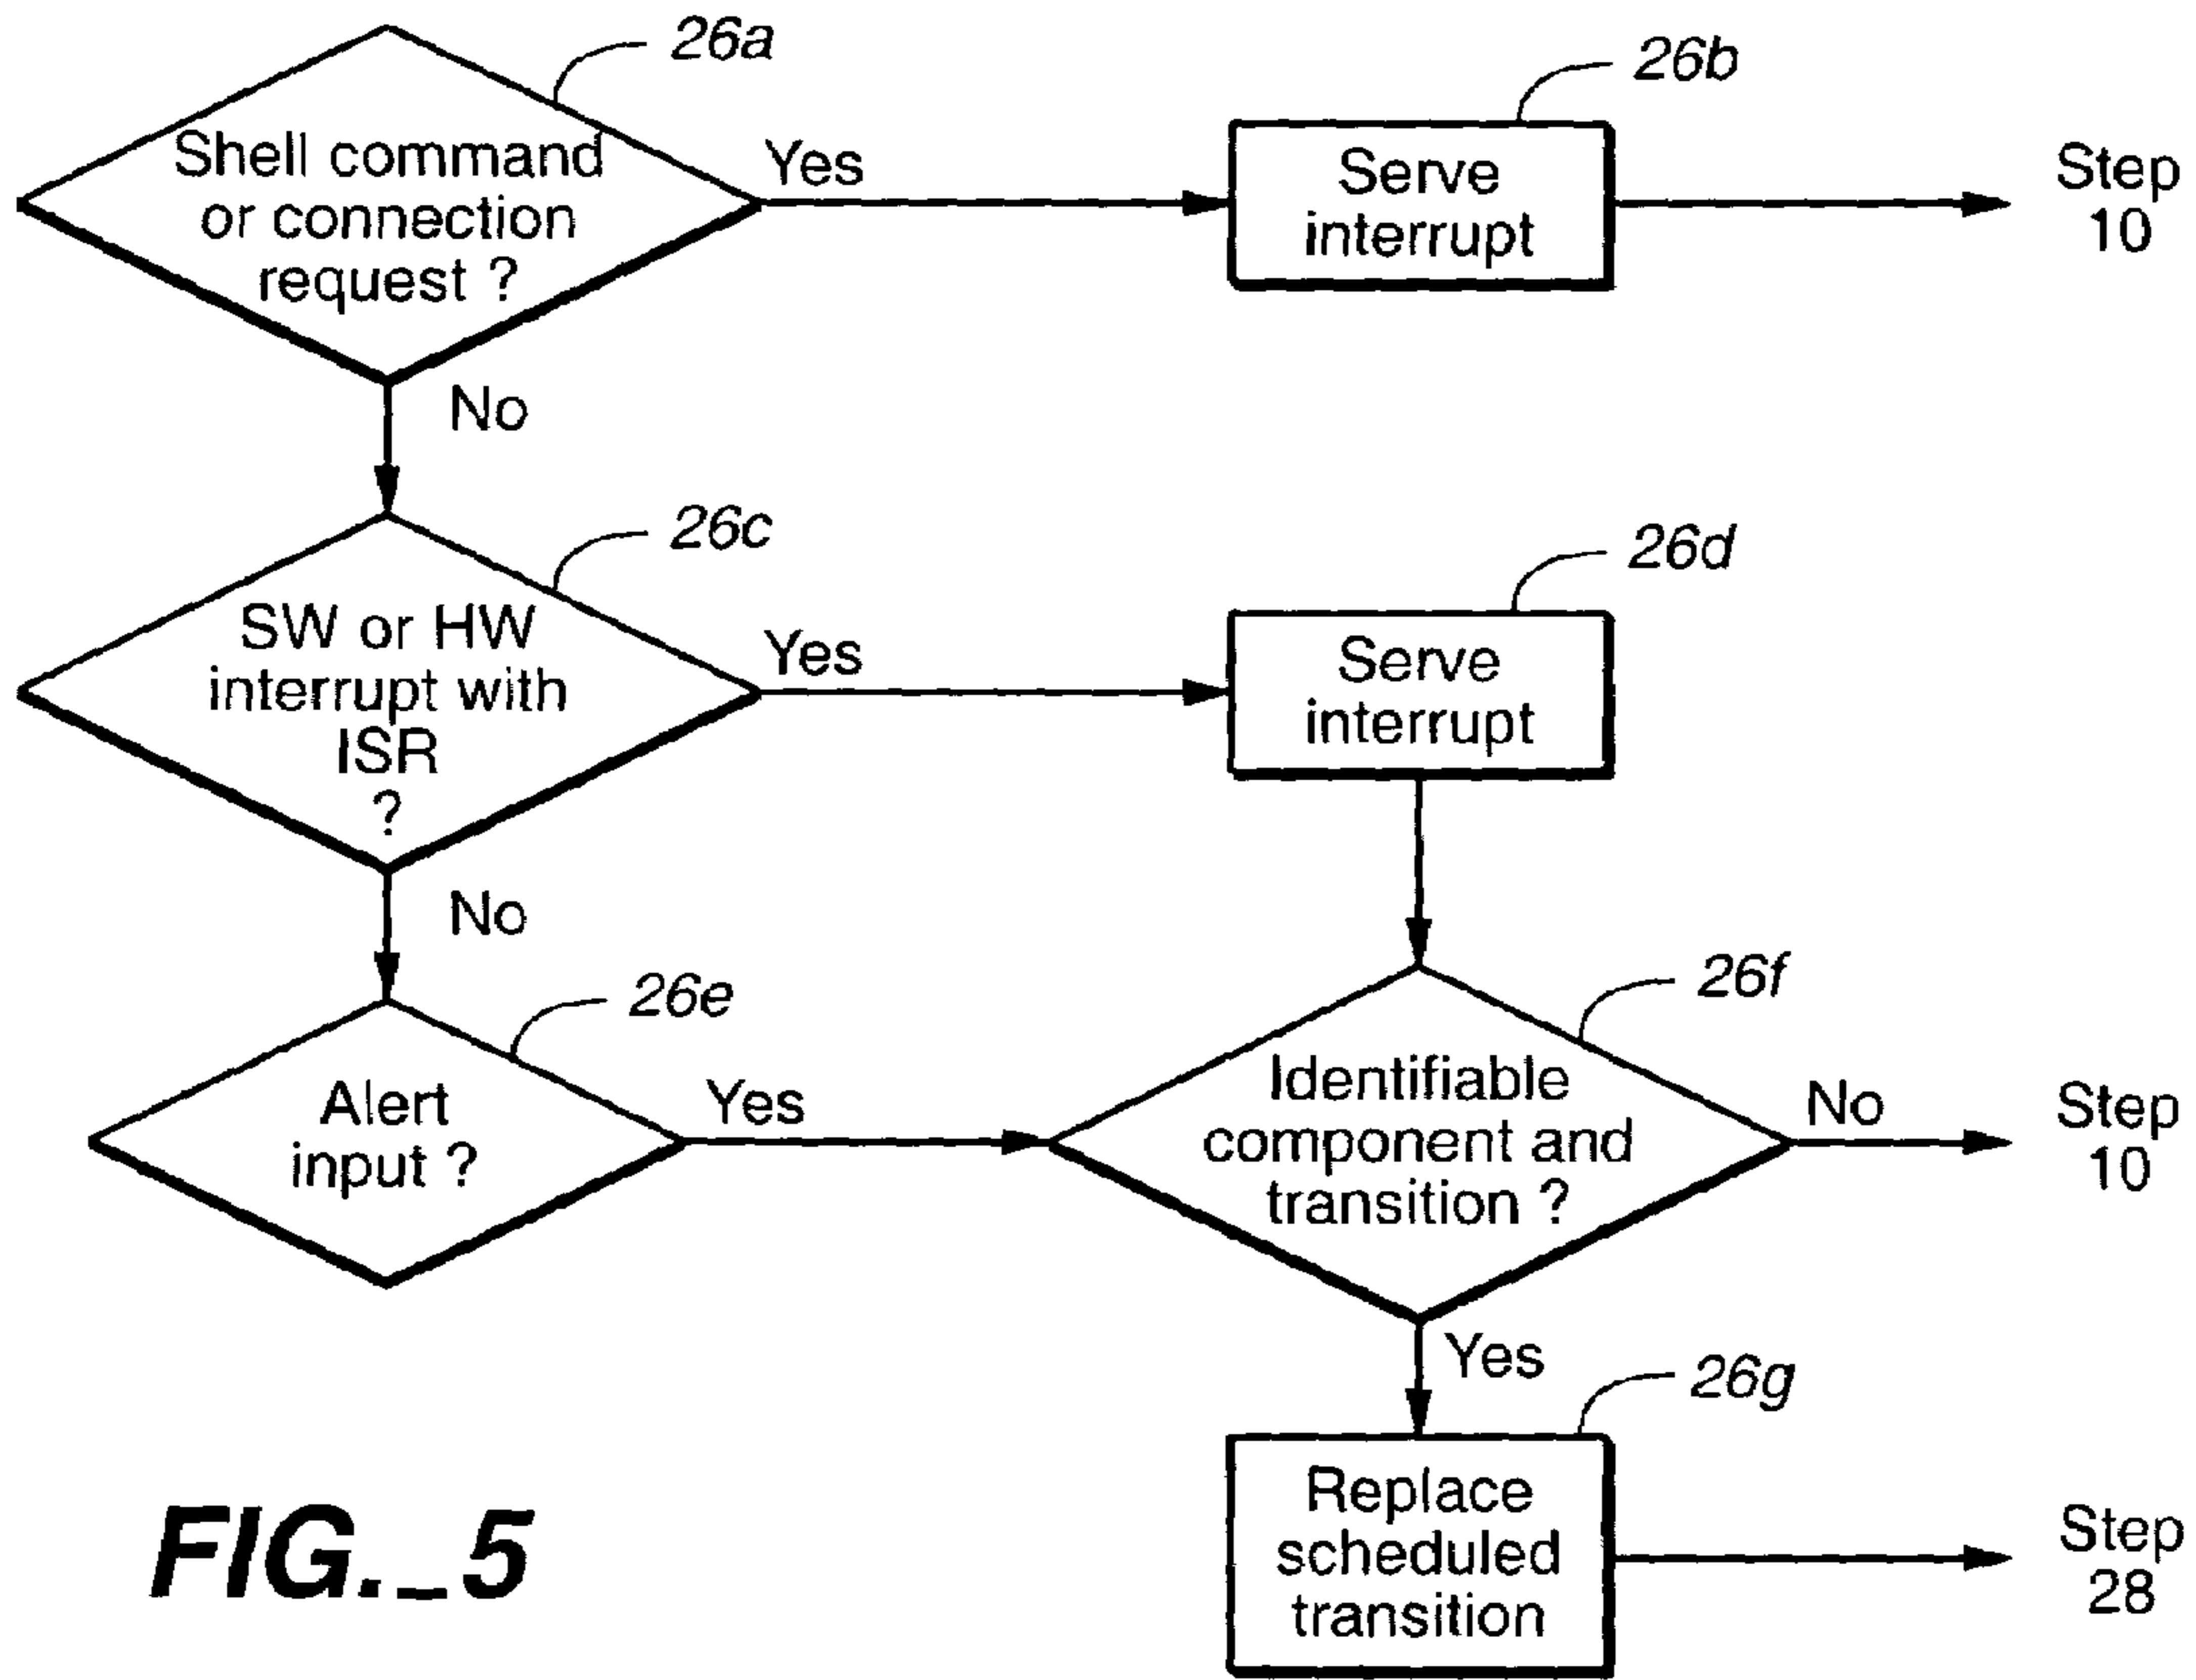 26a
Shell command
or connection
request ?
Yes
26b
Serve
interrupt
Step
10
No
26c
SW or HW
interrupt with
ISR
?
Yes
26d
Serve
interrupt
No
26e
Alert
input ?
Yes
26f
Identifiable
component and
transition ?
No
Step
10
Yes
26g
Replace
scheduled
transition
Step
28
FIG._5